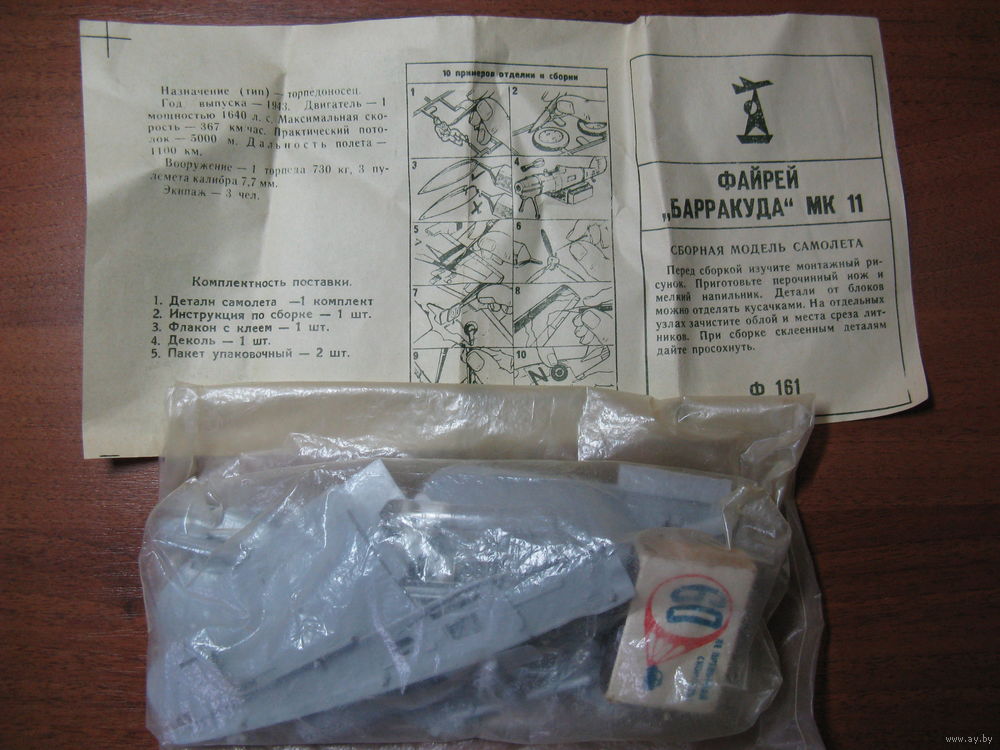 Назначение (тип) — торпедоносец.
Год выпуска — 1943. Двигатель — 1
мощностью 1640 л. с. Максимальная ско-
рость — 367 км/час. Практический пото-
лок — 5000 м. Дальность полета —
1100 км.
Вооружение — 1 торпеда 730 кг, 3 пу-
лемета калибра 7,7 мм.
Экипаж — 3 чел.
Комплектность поставки.
1. Детали самолета —1 комплект
2. Инструкция по сборке — 1 шт.
3. Флакон с клеем — 1 шт.
4. Деколь — 1 шт.
5. Пакет упаковочный — 2 шт.
10 примеров отделки и сборки
1
2
3
4
5
6
7
8
9
10
NO
ФАЙРЕЙ
„БАРРАКУДА“ МК 11
СБОРНАЯ МОДЕЛЬ САМОЛЕТА
Перед сборкой изучите монтажный ри-
сунок. Приготовьте перочинный нож и
мелкий напильник. Детали от блоков
можно отделять кусачками. На отдельных
узлах зачистите облой и места среза лит-
ников. При сборке склеенным деталям
дайте просохнуть.
Ф 161
60
www.ay.by